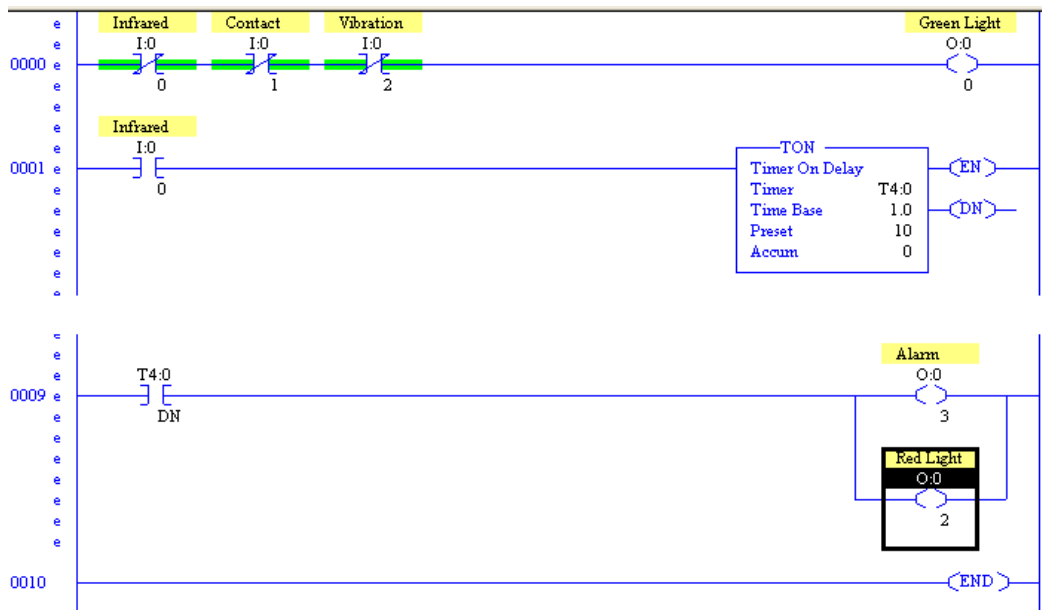 e Infrared Contact Vibration Green Light
e I:0 I:0 I:0 O:0
0000 e
e 0 1 2 0
e
e Infrared
e I:0 TON
0001 e Timer On Delay EN
e 0 Timer T4:0
e Time Base 1.0 DN
e Preset 10
e Accum 0
e
e
e
e Alarm
e T4:0 O:0
0009 e
e DN 3
e
e Red Light
e O:0
e
e 2
e
0010 END